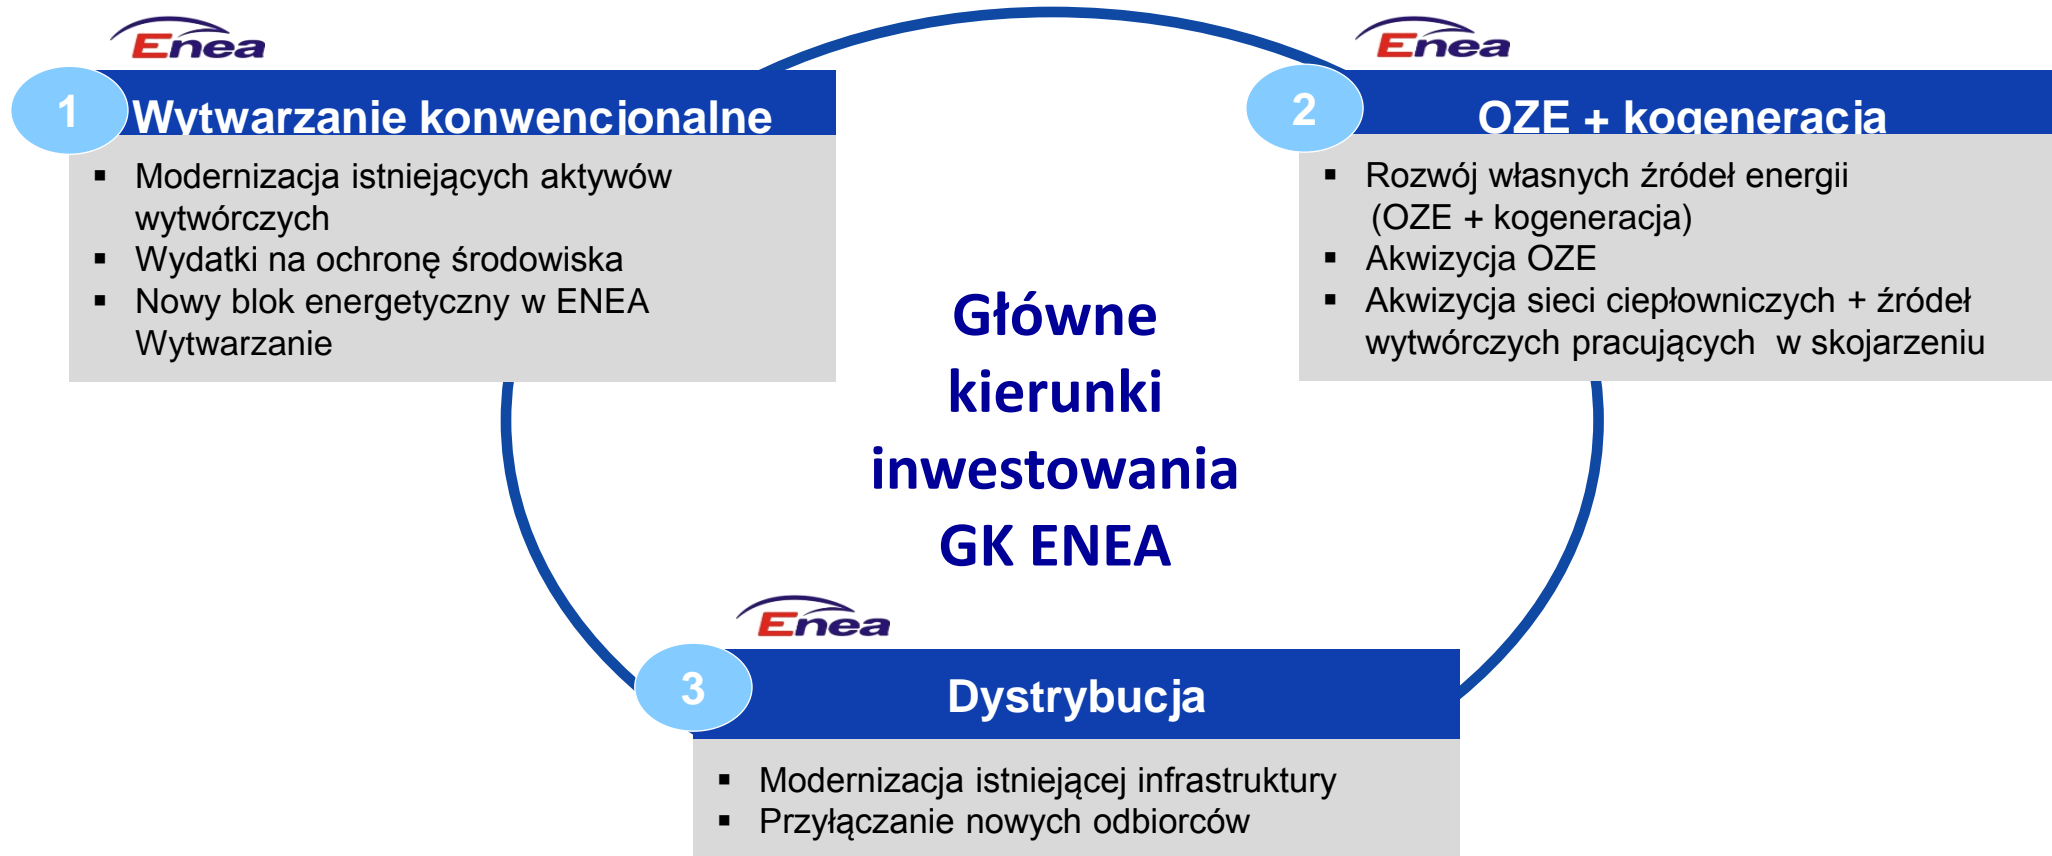 Enea
1
Wytwarzanie konwencjonalne
▪ Modernizacja istniejących aktywów
wytwórczych
▪ Wydatki na ochronę środowiska
▪ Nowy blok energetyczny w ENEA
Wytwarzanie
Enea
2
OZE + kogeneracja
▪ Rozwój własnych źródeł energii
(OZE + kogeneracja)
▪ Akwizycja OZE
▪ Akwizycja sieci ciepłowniczych + źródeł
wytwórczych pracujących w skojarzeniu
Główne
kierunki
inwestowania
GK ENEA
Enea
3
Dystrybucja
▪ Modernizacja istniejącej infrastruktury
▪ Przyłączanie nowych odbiorców